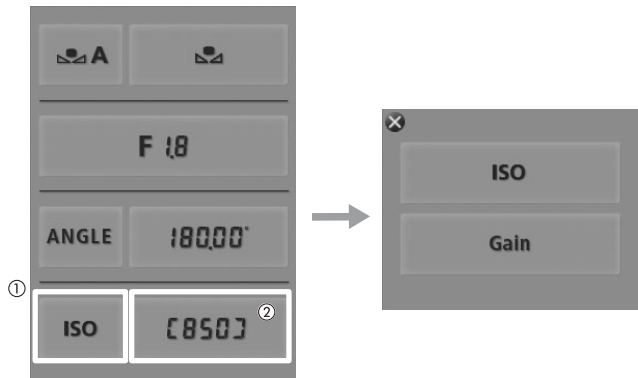 A
F 1.8
ANGLE 180.00°
① ISO [850] ②
ISO
Gain